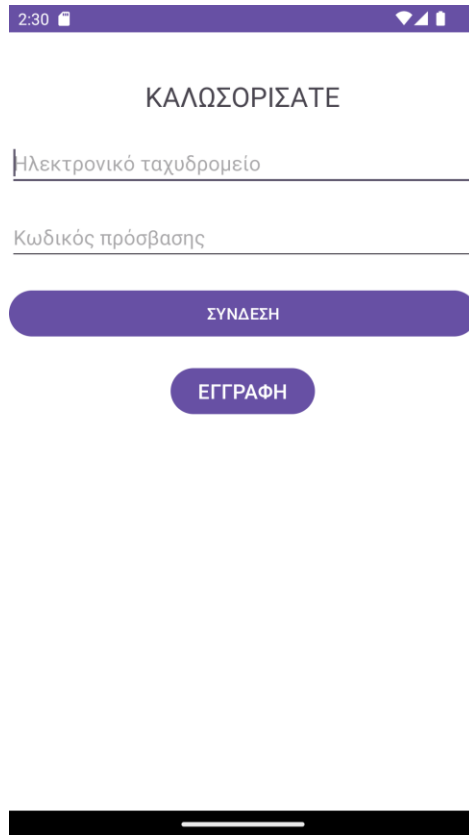 2:30
ΚΑΛΩΣΟΡΙΣΑΤΕ
Ηλεκτρονικό ταχυδρομείο
Κωδικός πρόσβασης
ΣΥΝΔΕΣΗ
ΕΓΓΡΑΦΗ